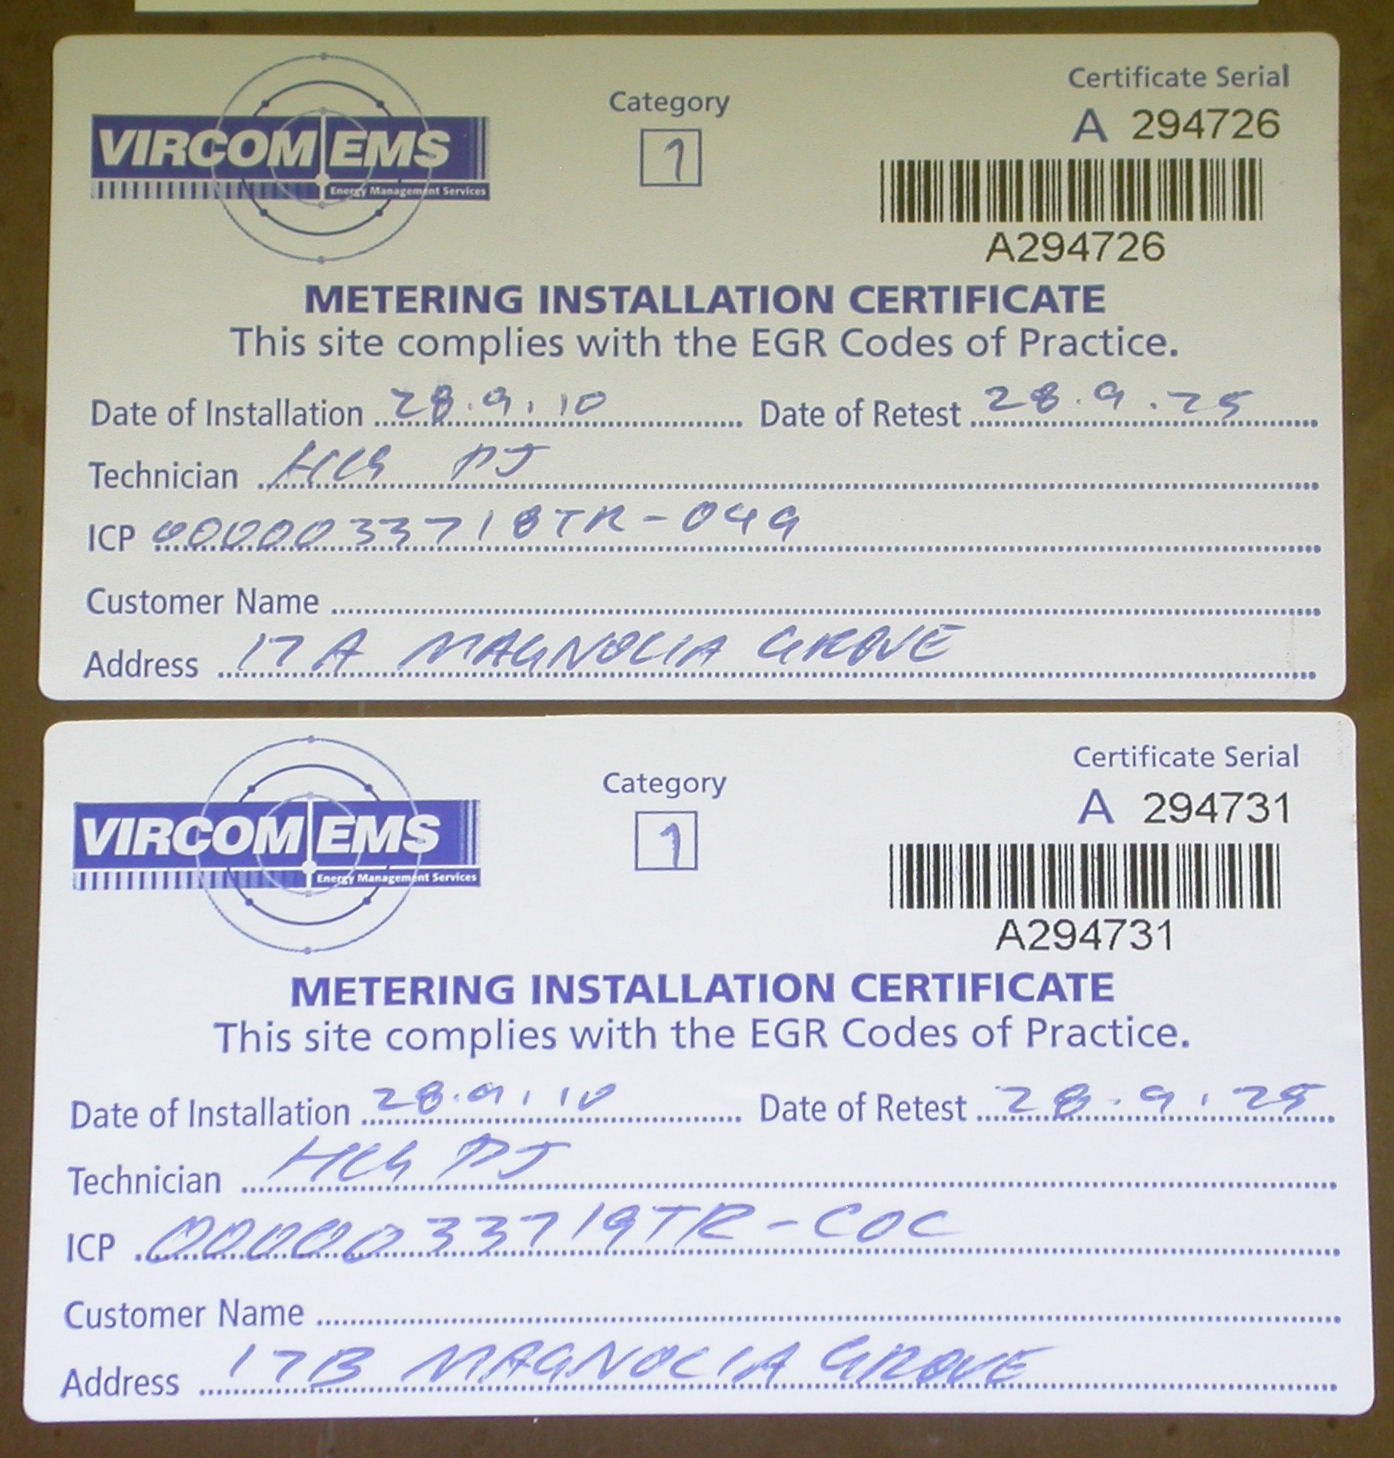 VIRCOM EMS
Energy Management Services
Category
1
Certificate Serial
A 294726
A294726
METERING INSTALLATION CERTIFICATE
This site complies with the EGR Codes of Practice.
Date of Installation 28.9.10 Date of Retest 28.9.25
Technician PJ
ICP 0000033718TR-049
Customer Name
Address 17A MAGNOLIA GROVE
VIRCOM EMS
Energy Management Services
Category
1
Certificate Serial
A 294731
A294731
METERING INSTALLATION CERTIFICATE
This site complies with the EGR Codes of Practice.
Date of Installation 28.9.10 Date of Retest 28.9.25
Technician PJ
ICP 0000033719TR-C0C
Customer Name
Address 17B MAGNOLIA GROVE